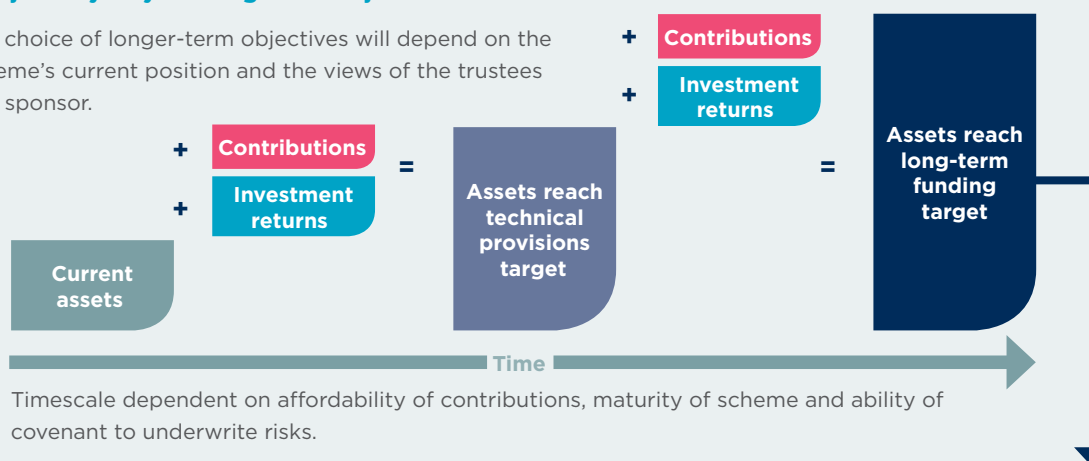 choice of longer-term objectives will depend on the
current position and the views of the trustees
sponsor.
+ Contributions
+ Investment
returns
=
Assets reach
technical
provisions
target
+ Contributions
+ Investment
returns
=
Assets reach
long-term
funding
target
Current
assets
Time
Timescale dependent on affordability of contributions, maturity of scheme and ability of
covenant to underwrite risks.